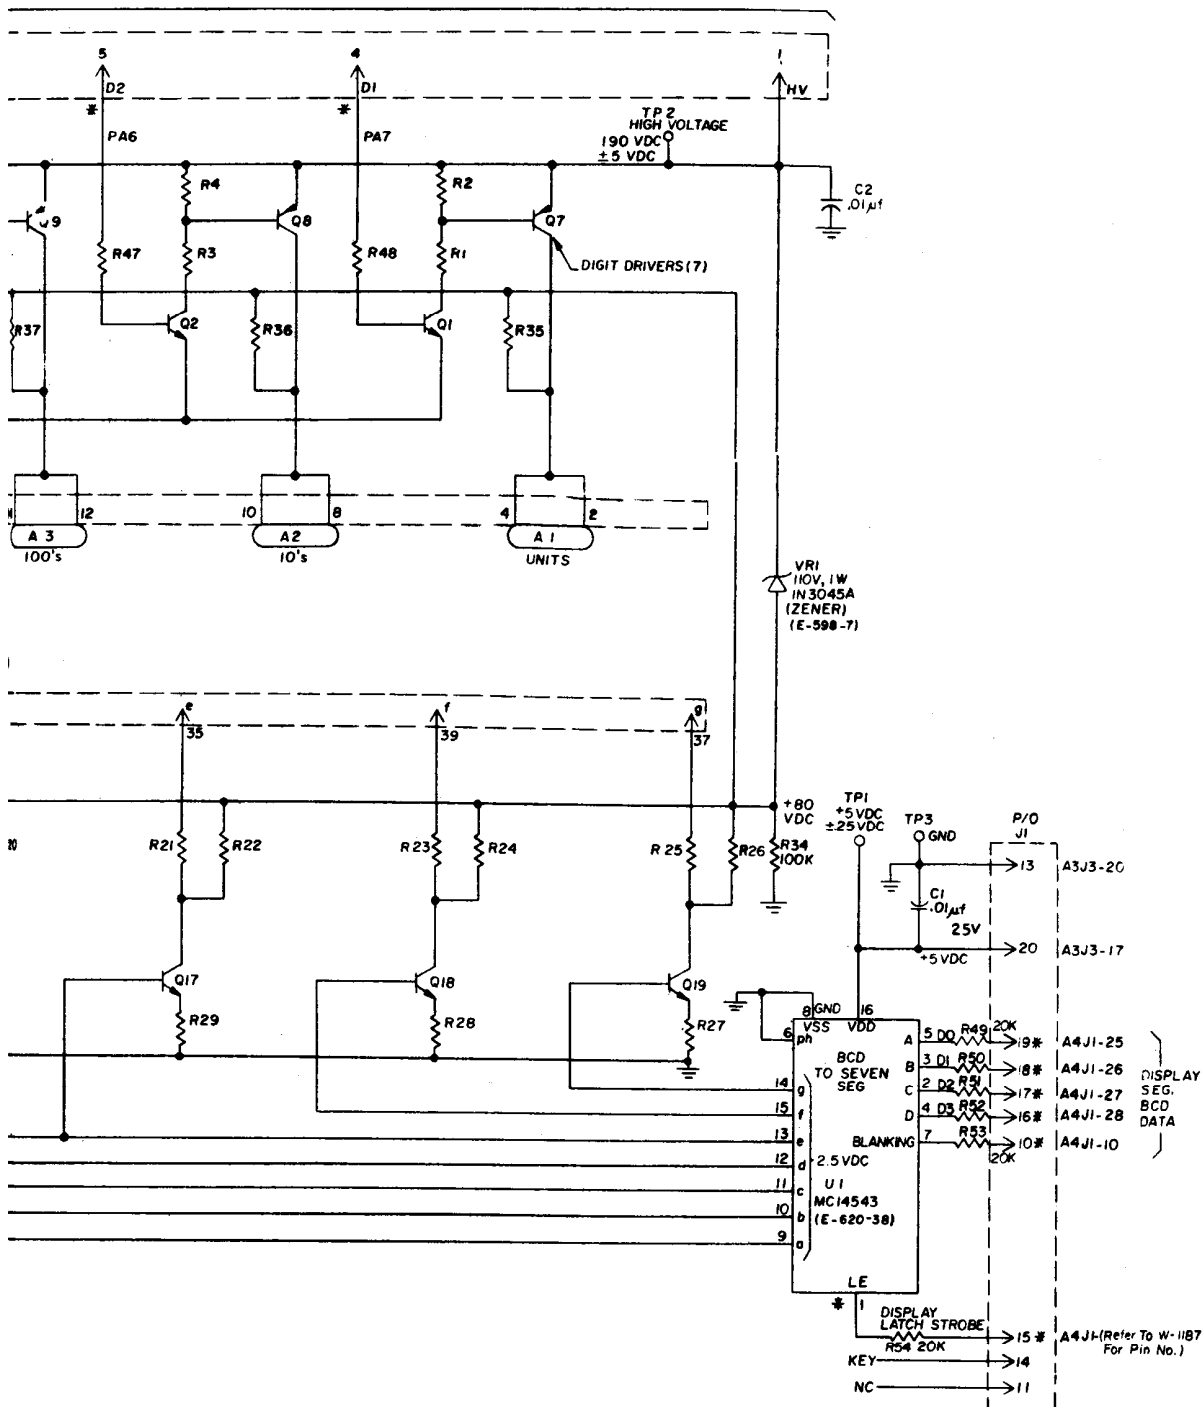 5
4
1
D2
D1
HV
*
*
PA6
PA7
TP2
HIGH VOLTAGE
190 VDC
±5 VDC
R4
R2
C2
.01µf
Q9
Q8
Q7
R47
R3
R48
R1
DIGIT DRIVERS (7)
R37
Q2
R36
Q1
R35
12
10
8
4
2
A3
A2
A1
100's
10's
UNITS
VR1
110V, 1W
1N3045A
(ZENER)
(E-598-7)
e
f
g
35
39
37
+80
VDC
TP1
+5VDC
±.25VDC
TP3
GND
P/O
J1
20
R21
R22
R23
R24
R25
R26
R34
100K
13
A3J3-20
C1
.01µf
25V
+5VDC
20
A3J3-17
Q17
Q18
Q19
R29
R28
R27
8
GND
16
VSS
VDD
6
ph
BCD
TO SEVEN
SEG
A
5
D0
R49
20K
19*
A4J1-25
B
3
D1
R50
18*
A4J1-26
C
2
D2
R51
17*
A4J1-27
D
4
D3
R52
16*
A4J1-28
BLANKING
7
R53
20K
10*
A4J1-10
DISPLAY
SEG.
BCD
DATA
14
g
15
f
13
e
12
d
2.5VDC
11
c
U1
10
b
MC14543
9
a
(E-620-38)
LE
*
1
DISPLAY
LATCH STROBE
R54 20K
15*
A4J1-(Refer To W-1187
For Pin No.)
KEY
14
NC
11